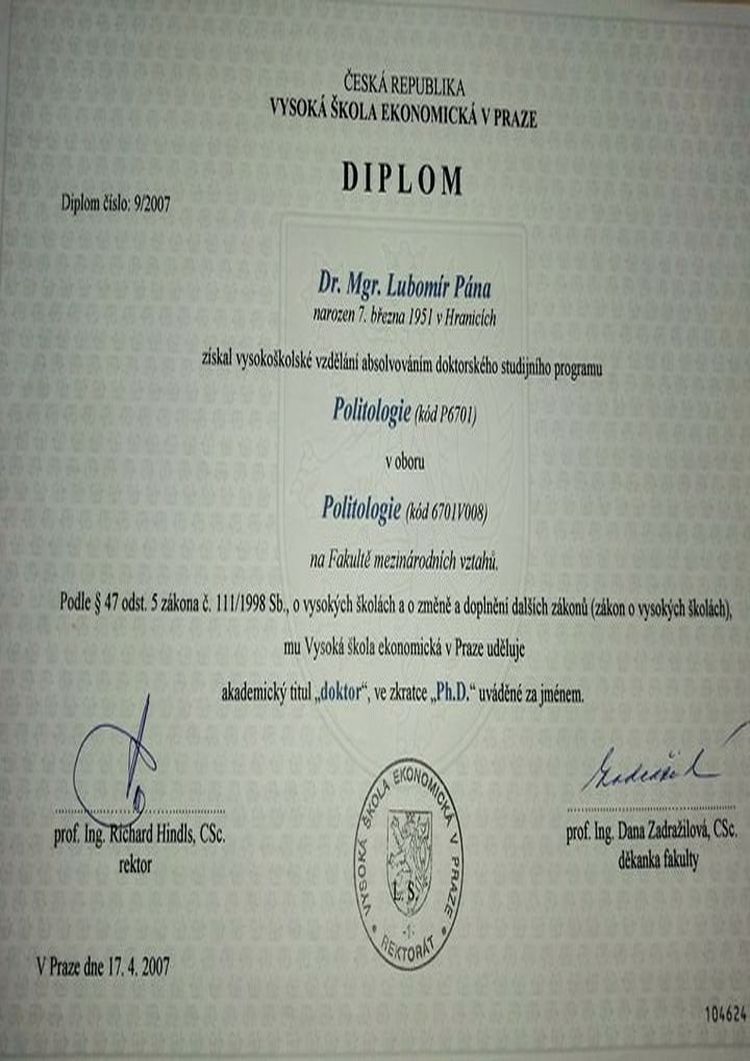 ČESKÁ REPUBLIKA
VYSOKÁ ŠKOLA EKONOMICKÁ V PRAZE
DIPLOM
Diplom číslo: 9/2007
Dr. Mgr. Lubomír Pána
narozen 7. března 1951 v Hranicích
získal vysokoškolské vzdělání absolvováním doktorského studijního programu
Politologie (kód P6701)
v oboru
Politologie (kód 6701V008)
na Fakultě mezinárodních vztahů.
Podle § 47 odst. 5 zákona č. 111/1998 Sb., o vysokých školách a o změně a doplnění dalších zákonů (zákon o vysokých školách),
mu Vysoká škola ekonomická v Praze uděluje
akademický titul „doktor“, ve zkratce „Ph.D.“ uváděné za jménem.
prof. Ing. Richard Hindls, CSc.
rektor
VYSOKÁ ŠKOLA EKONOMICKÁ V PRAZE
L. S.
-1-
REKTORÁT
prof. Ing. Dana Zadražilová, CSc.
děkanka fakulty
V Praze dne 17. 4. 2007
104624